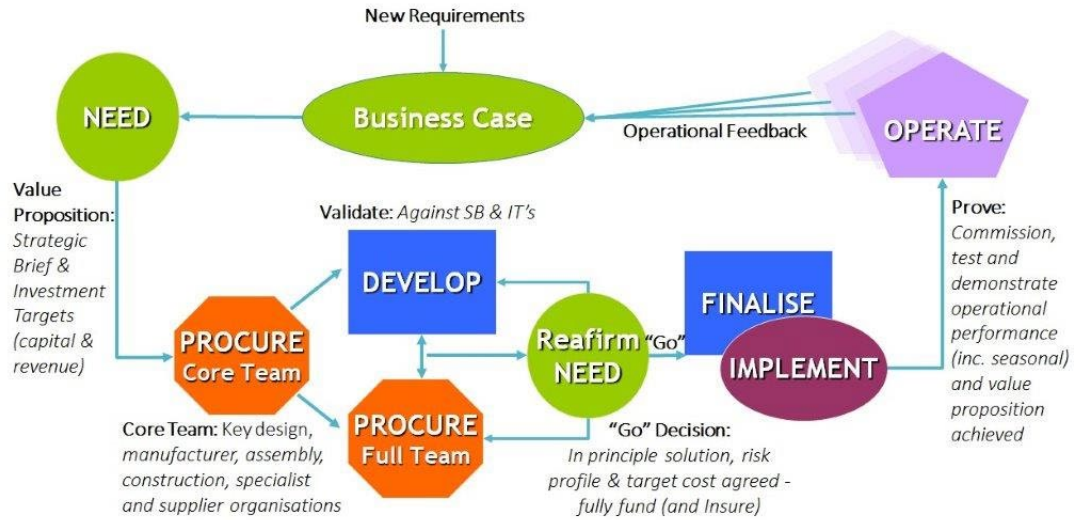 New Requirements
NEED
Business Case
Operational Feedback
OPERATE
Value
Proposition:
Strategic
Brief &
Investment
Targets
(capital &
revenue)
Validate: Against SB & IT's
DEVELOP
PROCURE
Core Team
PROCURE
Full Team
Reafirm
NEED
"Go"
FINALISE
IMPLEMENT
Prove:
Commission,
test and
demonstrate
operational
performance
(inc. seasonal)
and value
proposition
achieved
Core Team: Key design,
manufacturer, assembly,
construction, specialist
and supplier organisations
"Go" Decision:
In principle solution, risk
profile & target cost agreed -
fully fund (and Insure)